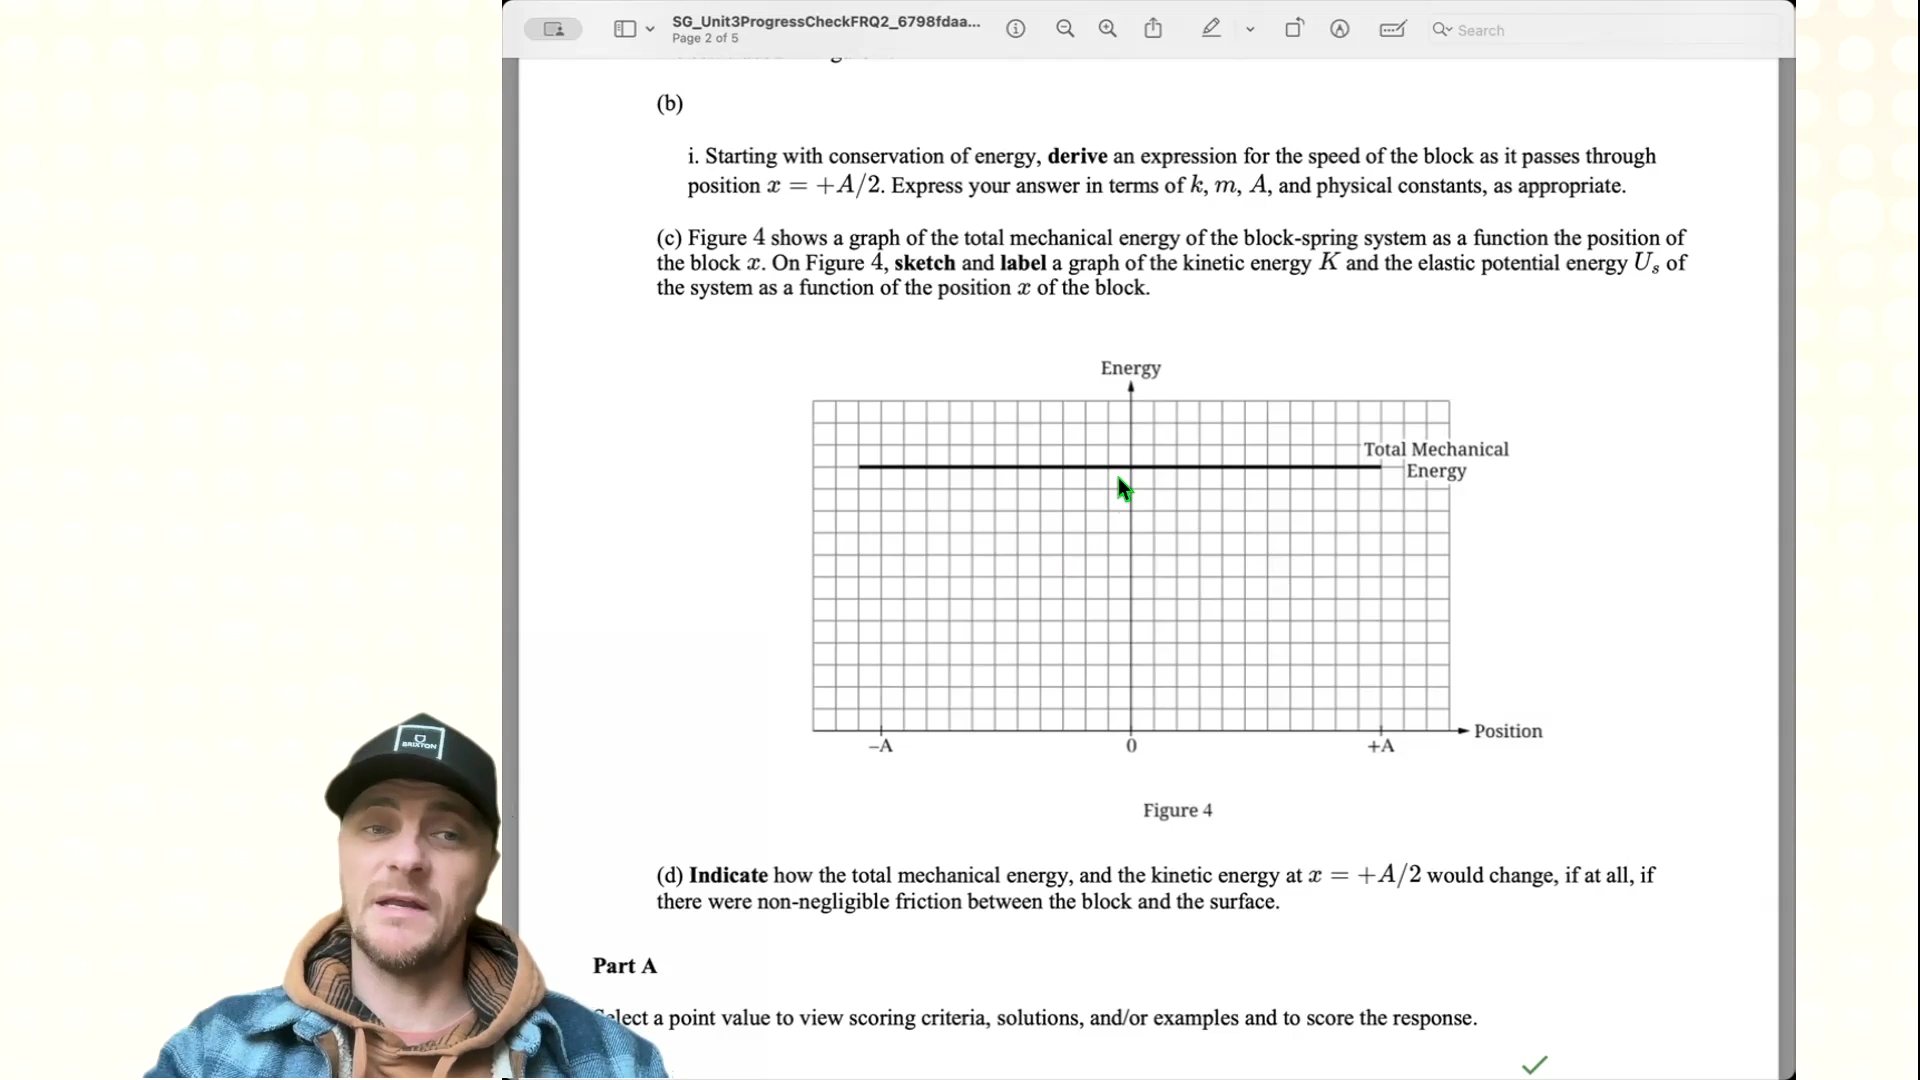 SG_Unit3ProgressCheckFRQ2_6798fdaa...
Page 2 of 5
Search
(b)
i. Starting with conservation of energy, derive an expression for the speed of the block as it passes through
position x = +A/2. Express your answer in terms of k, m, A, and physical constants, as appropriate.
(c) Figure 4 shows a graph of the total mechanical energy of the block-spring system as a function the position of
the block x. On Figure 4, sketch and label a graph of the kinetic energy K and the elastic potential energy Uₛ of
the system as a function of the position x of the block.
Energy
Total Mechanical
Energy
Position
–A
0
+A
Figure 4
(d) Indicate how the total mechanical energy, and the kinetic energy at x = +A/2 would change, if at all, if
there were non-negligible friction between the block and the surface.
Part A
elect a point value to view scoring criteria, solutions, and/or examples and to score the response.
BRIXTON